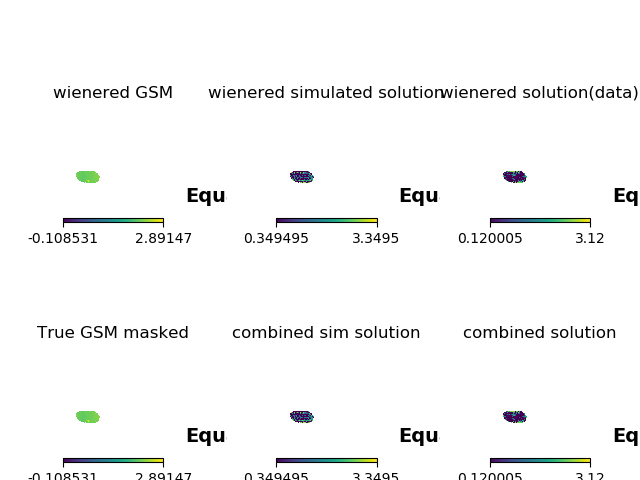 wienered GSM wienered simulated solution wienered solution(data)
Equ Equ Eq
-0.108531 2.89147 0.349495 3.3495 0.120005 3.12
True GSM masked combined sim solution combined solution
Equ Equ Eq
-0.108531 2.89147 0.349495 3.3495 0.120005 3.12